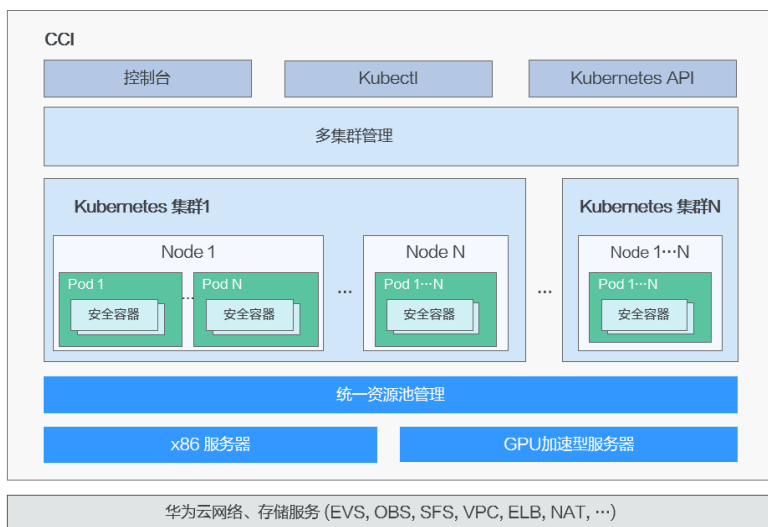 CCI
控制台
Kubectl
Kubernetes API
多集群管理
Kubernetes 集群1
Kubernetes 集群N
Node 1
Node N
Node 1…N
Pod 1
Pod N
Pod 1…N
Pod 1…N
...
...
...
安全容器
安全容器
安全容器
安全容器
统一资源池管理
x86 服务器
GPU加速型服务器
华为云网络、存储服务 (EVS, OBS, SFS, VPC, ELB, NAT, …)